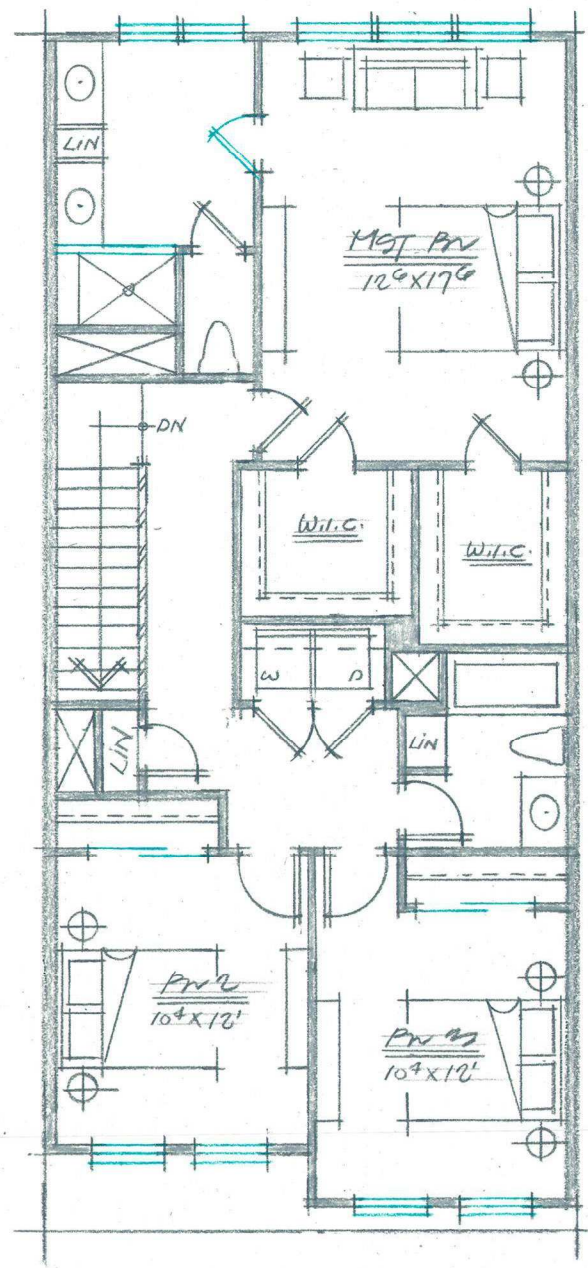 LIN
MST BR
12⁶X17⁶
DN
W.I.C.
W.I.C.
W D
LIN
LIN
BR 2
10⁴X12'
BR 3
10⁴X12'